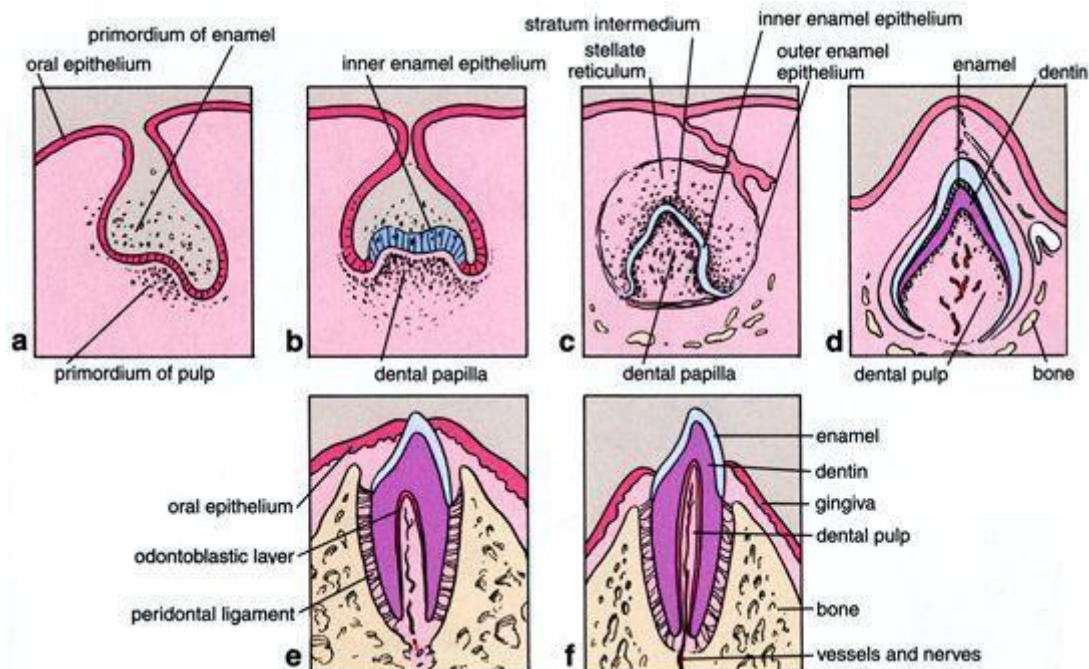 primordium of enamel
oral epithelium
a
primordium of pulp
inner enamel epithelium
b
dental papilla
stratum intermedium
stellate
reticulum
inner enamel epithelium
outer enamel
epithelium
c
dental papilla
enamel
dentin
d
dental pulp
bone
oral epithelium
odontoblastic layer
peridontal ligament
e
enamel
dentin
gingiva
dental pulp
bone
vessels and nerves
f